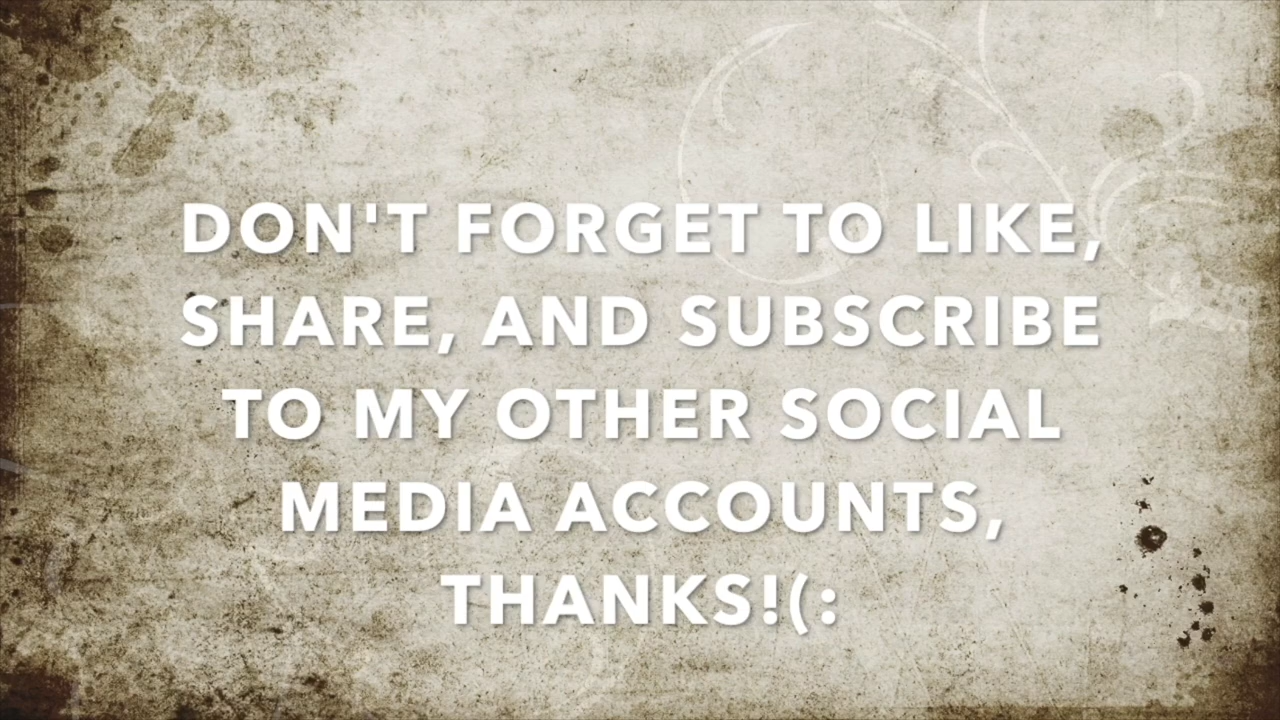 DON'T FORGET TO LIKE,
SHARE, AND SUBSCRIBE
TO MY OTHER SOCIAL
MEDIA ACCOUNTS,
THANKS!(: